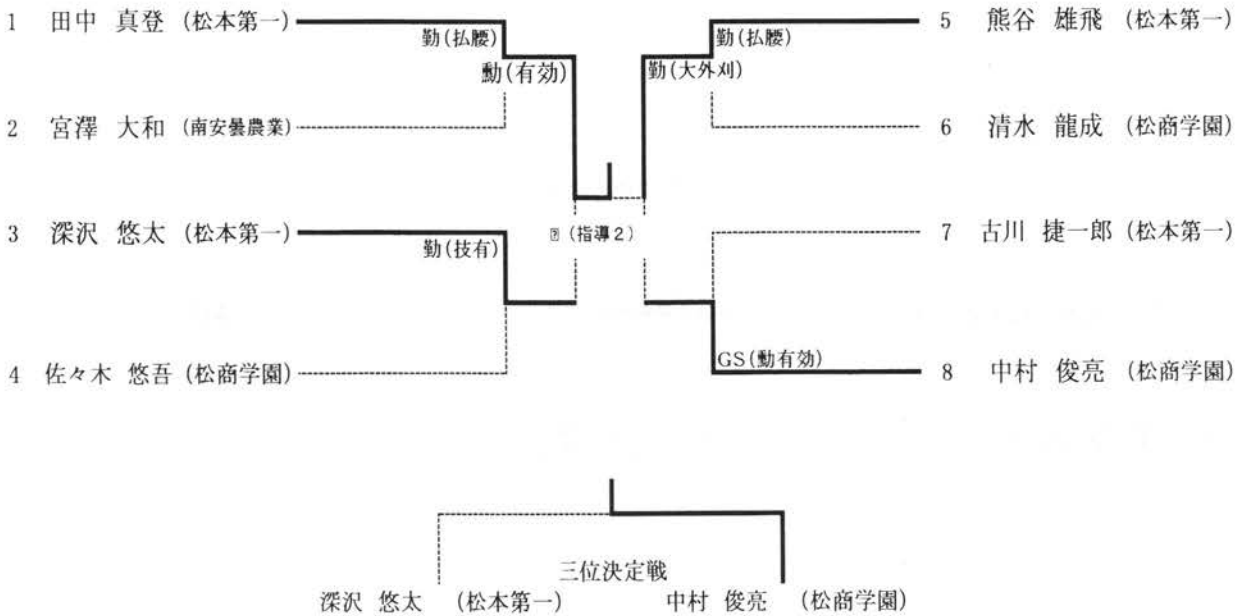 1 田中 真登 (松本第一)
勤(払腰)
動(有効)
2 宮澤 大和 (南安曇農業)
3 深沢 悠太 (松本第一)
勤(技有)
4 佐々木 悠吾 (松商学園)
(指導2)
5 熊谷 雄飛 (松本第一)
勤(払腰)
勤(大外刈)
6 清水 龍成 (松商学園)
7 古川 捷一郎 (松本第一)
GS(動有効)
8 中村 俊亮 (松商学園)
三位決定戦
深沢 悠太 (松本第一) 中村 俊亮 (松商学園)